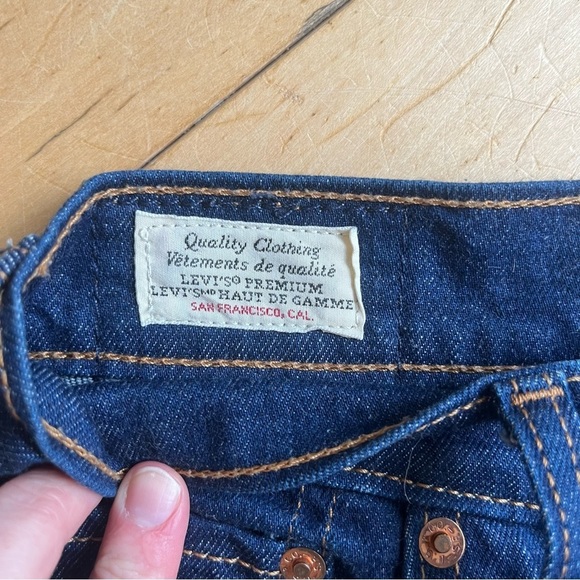 Quality Clothing
Vêtements de qualité
LEVI'S® PREMIUM
LEVI'S ᴹᴰ HAUT DE GAMME
SAN FRANCISCO, CAL.